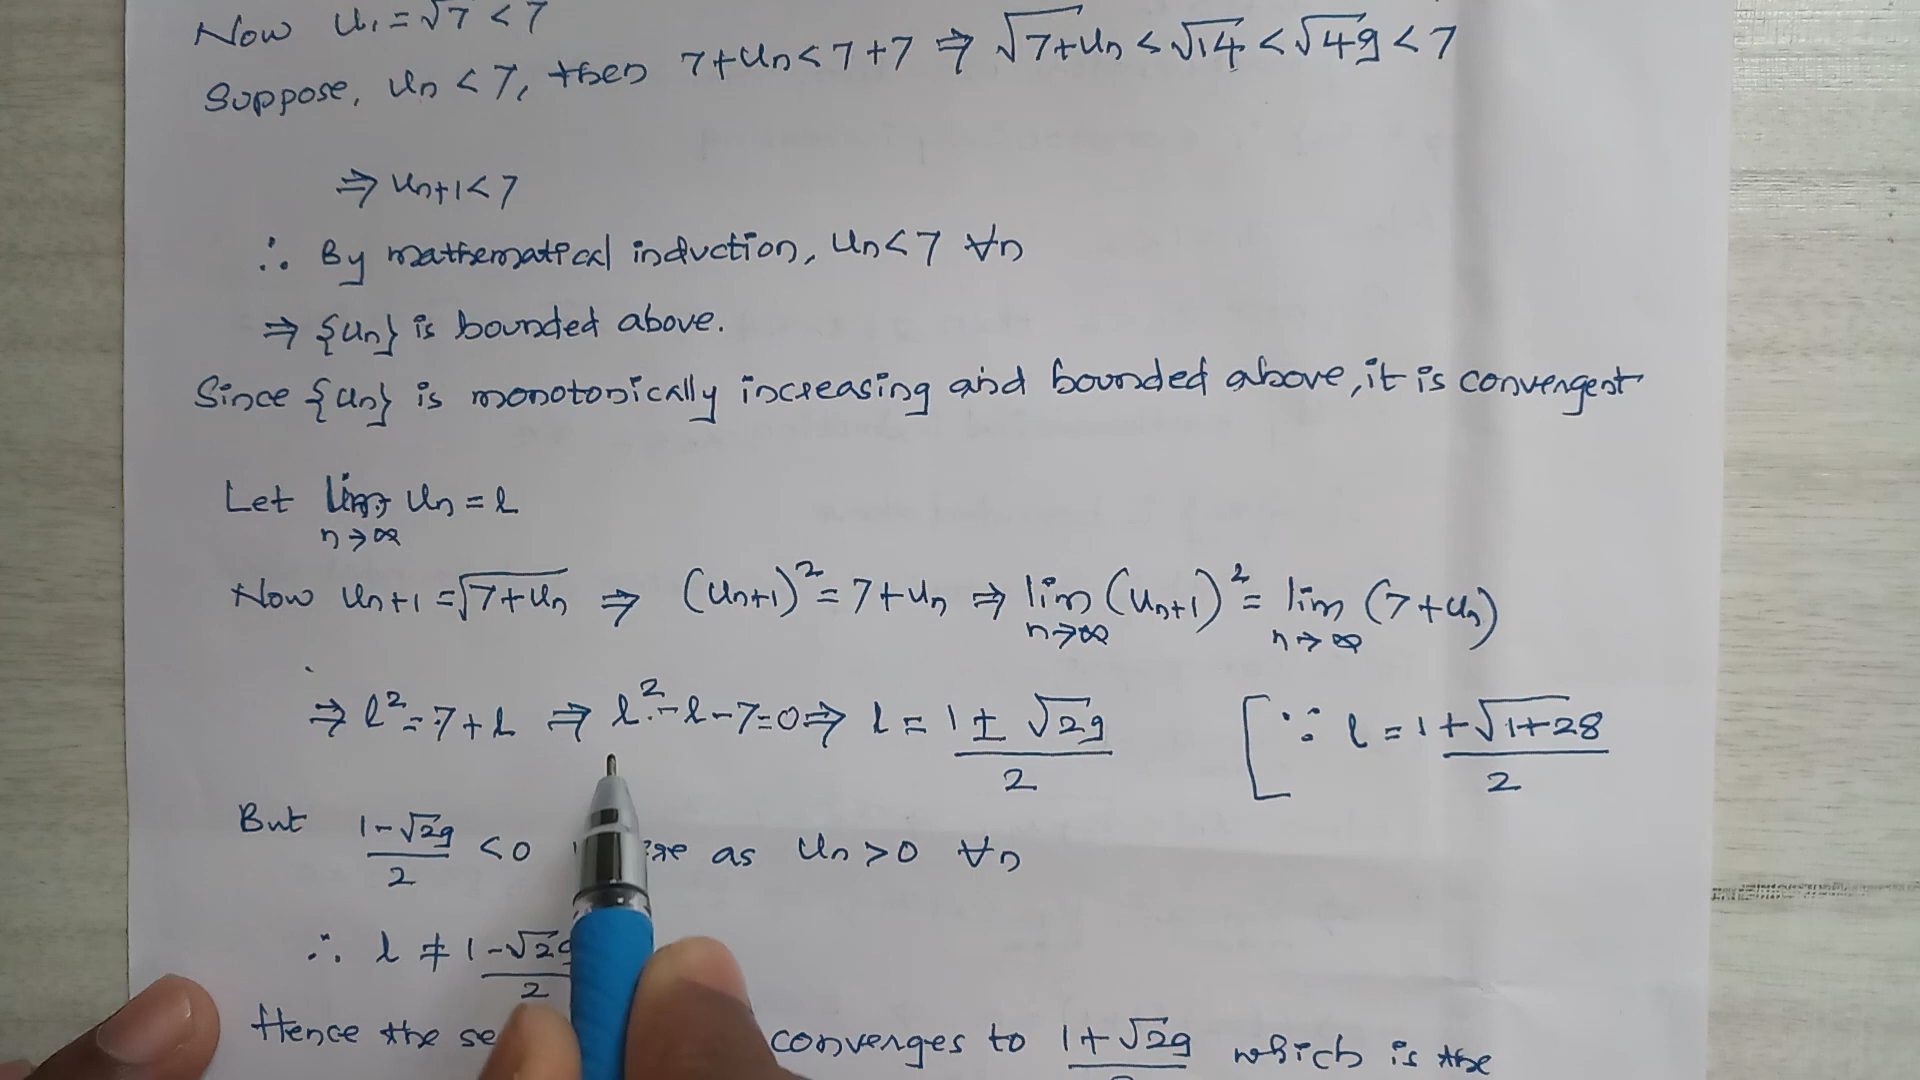 Now u₁ = √7 < 7
Suppose, uₙ < 7, then 7+uₙ < 7+7 ⇒ √7+uₙ < √14 < √49 < 7
⇒ uₙ₊₁ < 7
∴ By mathematical induction, uₙ < 7 ∀n
⇒ {uₙ} is bounded above.
Since {uₙ} is monotonically increasing and bounded above, it is convergent
Let lim n→∞ uₙ = l
Now uₙ₊₁ = √7+uₙ ⇒ (uₙ₊₁)² = 7+uₙ ⇒ lim n→∞ (uₙ₊₁)² = lim n→∞ (7+uₙ)
⇒ l² = 7+l ⇒ l²-l-7=0 ⇒ l = 1±√29/2 [∵ l = 1+√1+28/2
But 1-√29/2 < 0 as uₙ > 0 ∀n
∴ l ≠ 1-√29/2
Hence the converges to 1+√29 which is the